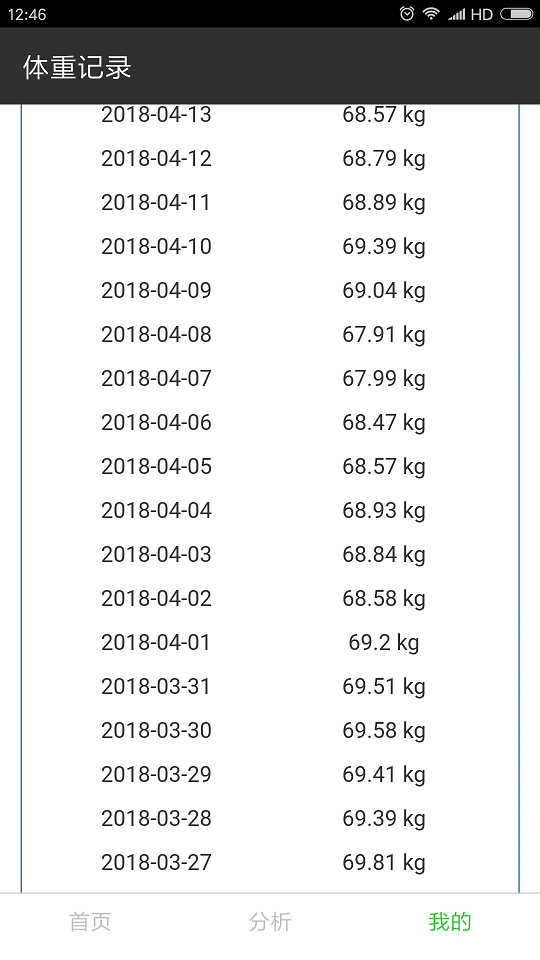 12:46 HD
体重记录
2018-04-13 68.57 kg
2018-04-12 68.79 kg
2018-04-11 68.89 kg
2018-04-10 69.39 kg
2018-04-09 69.04 kg
2018-04-08 67.91 kg
2018-04-07 67.99 kg
2018-04-06 68.47 kg
2018-04-05 68.57 kg
2018-04-04 68.93 kg
2018-04-03 68.84 kg
2018-04-02 68.58 kg
2018-04-01 69.2 kg
2018-03-31 69.51 kg
2018-03-30 69.58 kg
2018-03-29 69.41 kg
2018-03-28 69.39 kg
2018-03-27 69.81 kg
首页 分析 我的